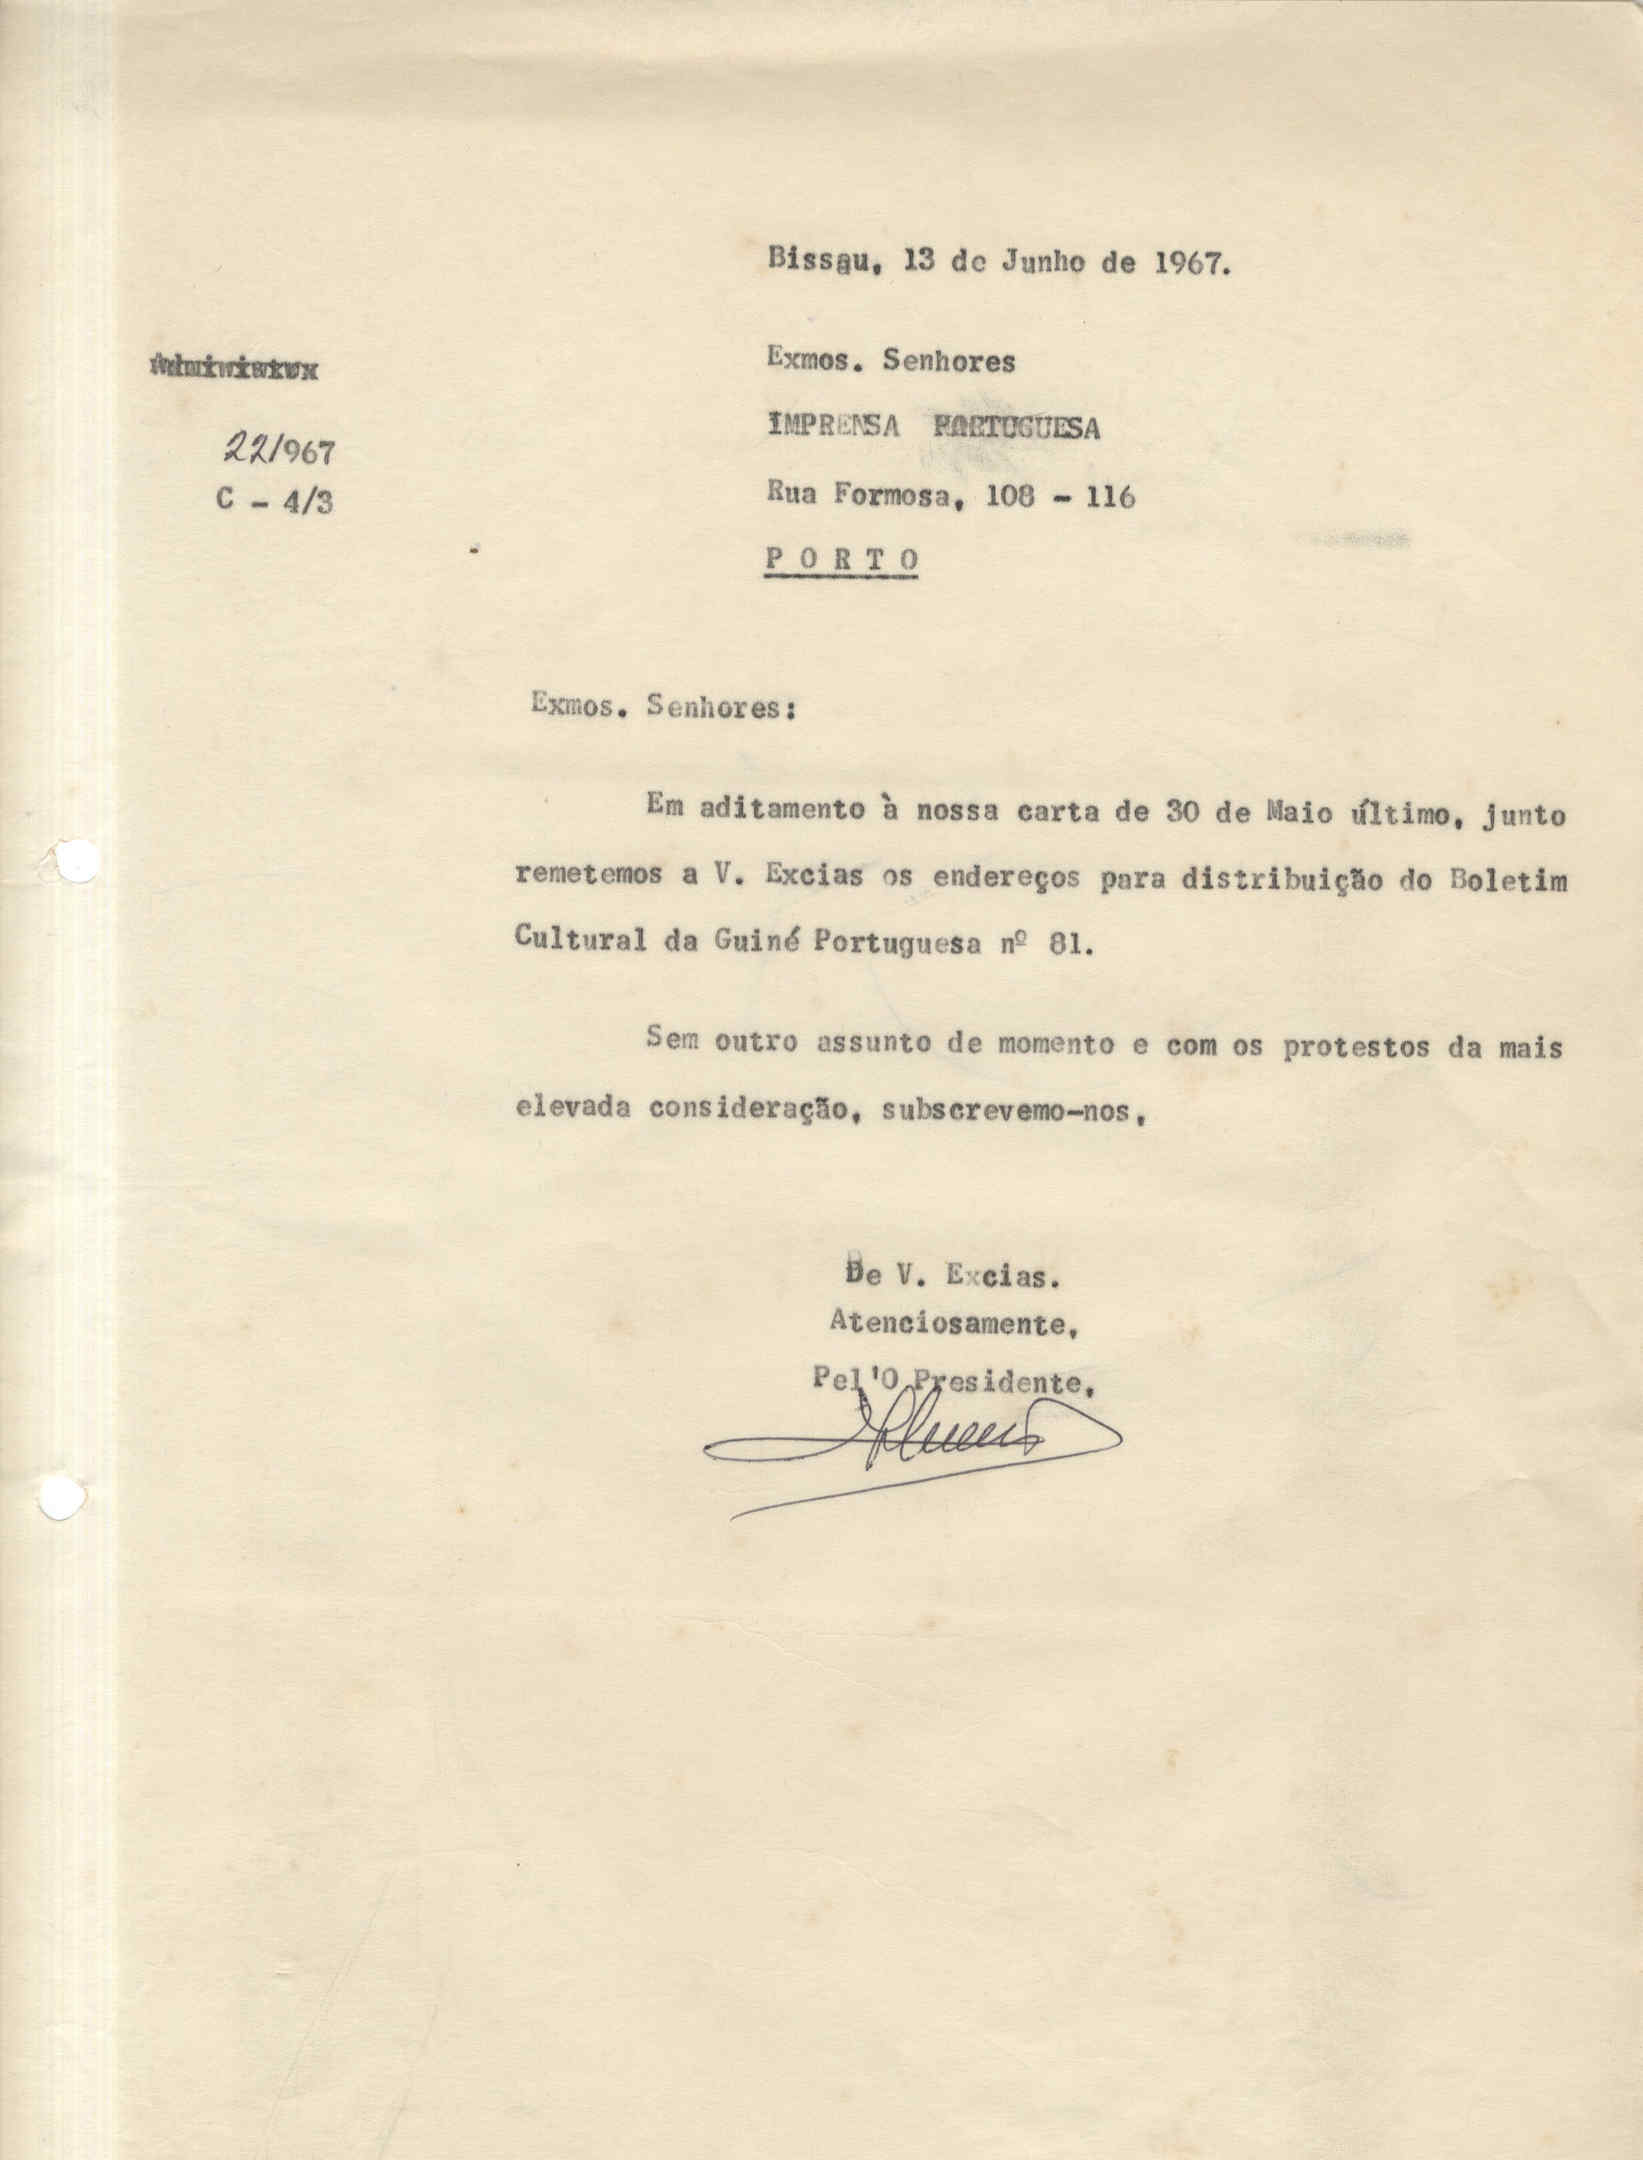 Bissau, 13 de Junho de 1967.
Exmos. Senhores
IMPRENSA PORTUGUESA
22/967
Rua Formosa, 108 - 116
C - 4/3
P O R T O
Exmos. Senhores:
Em aditamento à nossa carta de 30 de Maio último, junto
remetemos a V. Excias os endereços para distribuição do Boletim
Cultural da Guiné Portuguesa nº 81.
Sem outro assunto de momento e com os protestos da mais
elevada consideração, subscrevemo-nos,
De V. Excias.
Atenciosamente,
Pel'O Presidente,